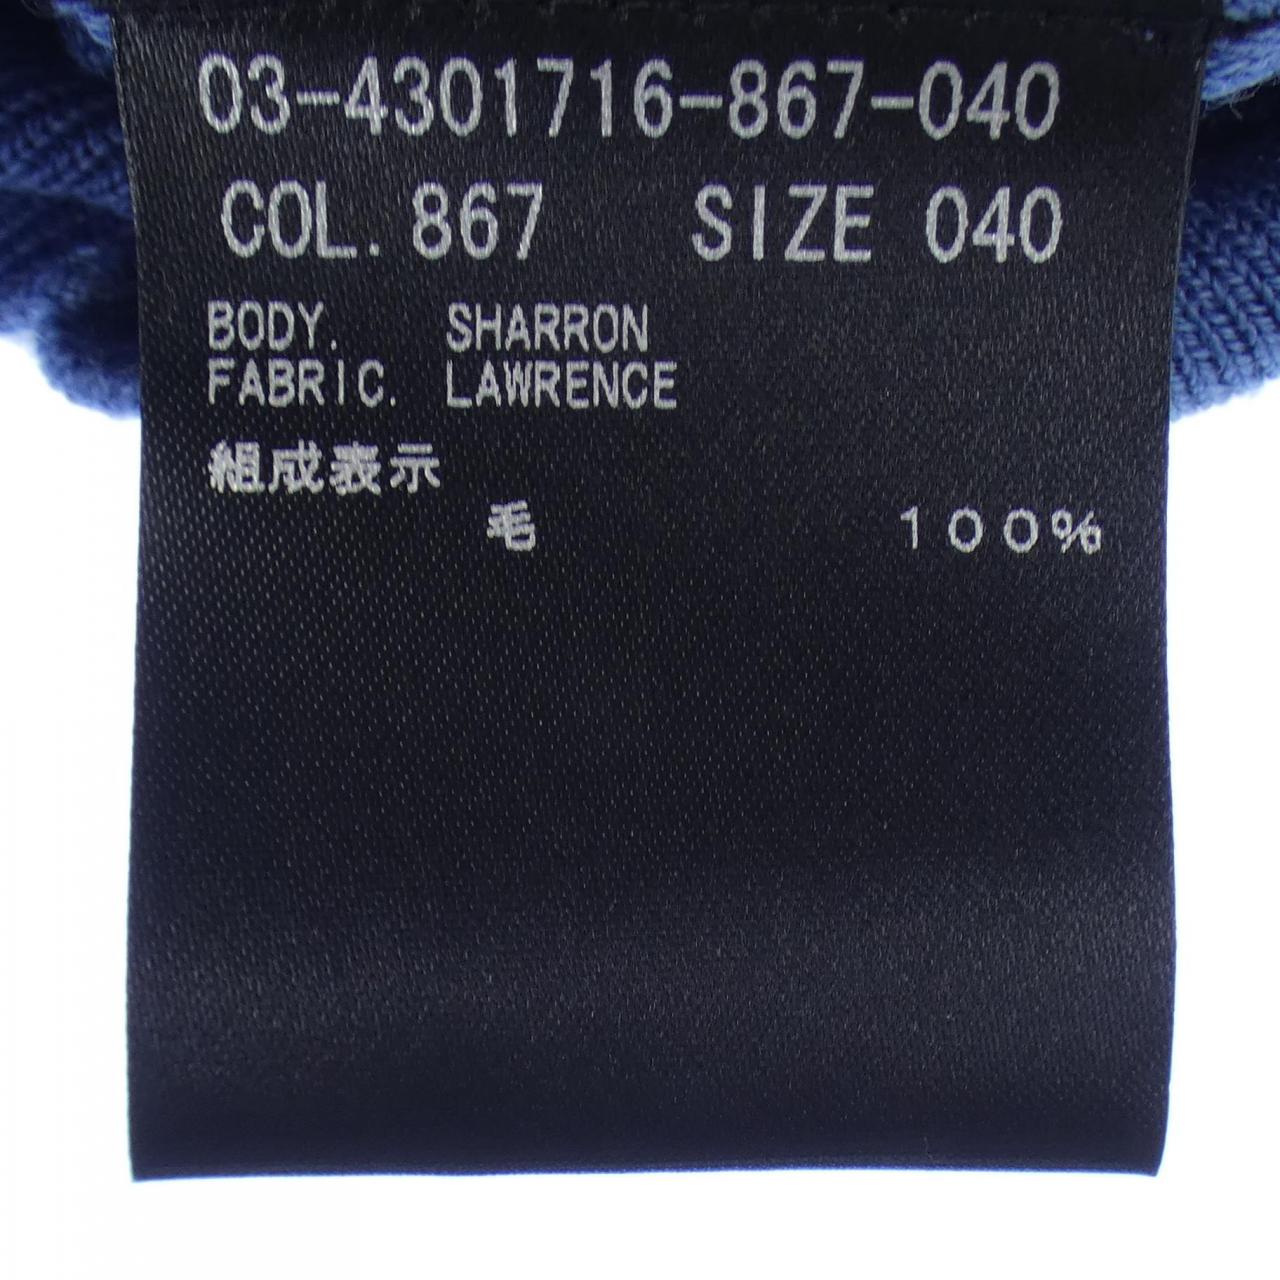 03-4301716-867-040
COL. 867 SIZE 040
BODY. SHARRON
FABRIC. LAWRENCE
組成表示
毛 100%